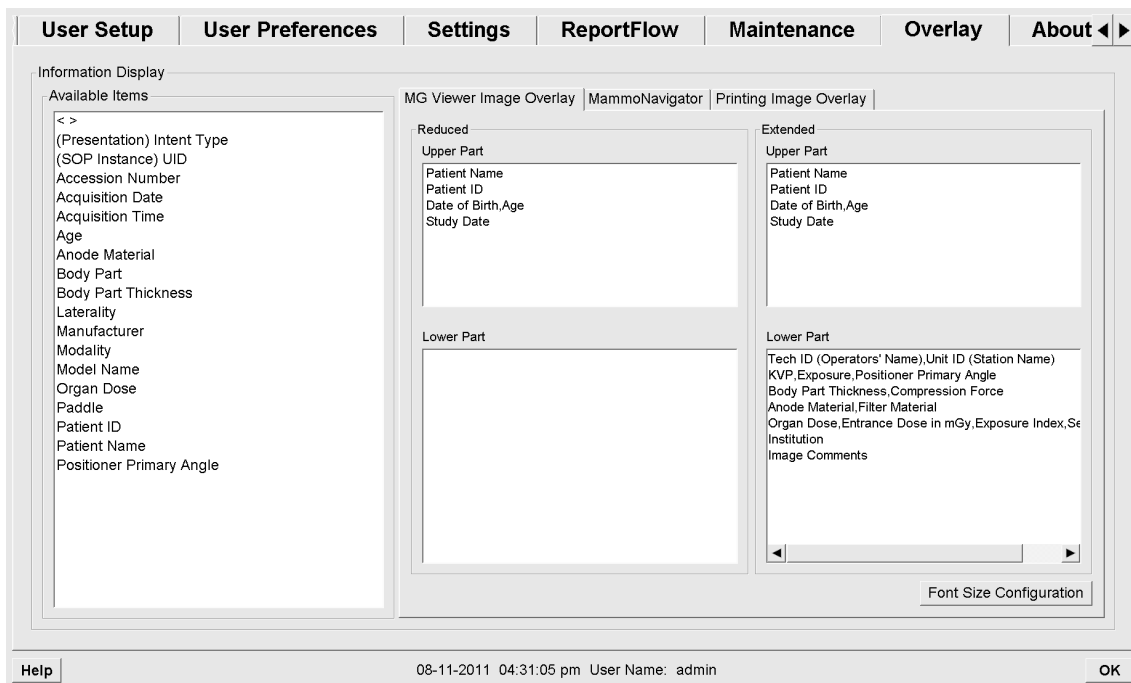 User Setup
User Preferences
Settings
ReportFlow
Maintenance
Overlay
About
Information Display
Available Items
< >
(Presentation) Intent Type
(SOP Instance) UID
Accession Number
Acquisition Date
Acquisition Time
Age
Anode Material
Body Part
Body Part Thickness
Laterality
Manufacturer
Modality
Model Name
Organ Dose
Paddle
Patient ID
Patient Name
Positioner Primary Angle
MG Viewer Image Overlay
MammoNavigator
Printing Image Overlay
Reduced
Upper Part
Patient Name
Patient ID
Date of Birth,Age
Study Date
Lower Part
Extended
Upper Part
Patient Name
Patient ID
Date of Birth,Age
Study Date
Lower Part
Tech ID (Operators' Name),Unit ID (Station Name)
KVP,Exposure,Positioner Primary Angle
Body Part Thickness,Compression Force
Anode Material,Filter Material
Organ Dose,Entrance Dose in mGy,Exposure Index,Se
Institution
Image Comments
Font Size Configuration
Help
08-11-2011 04:31:05 pm User Name: admin
OK